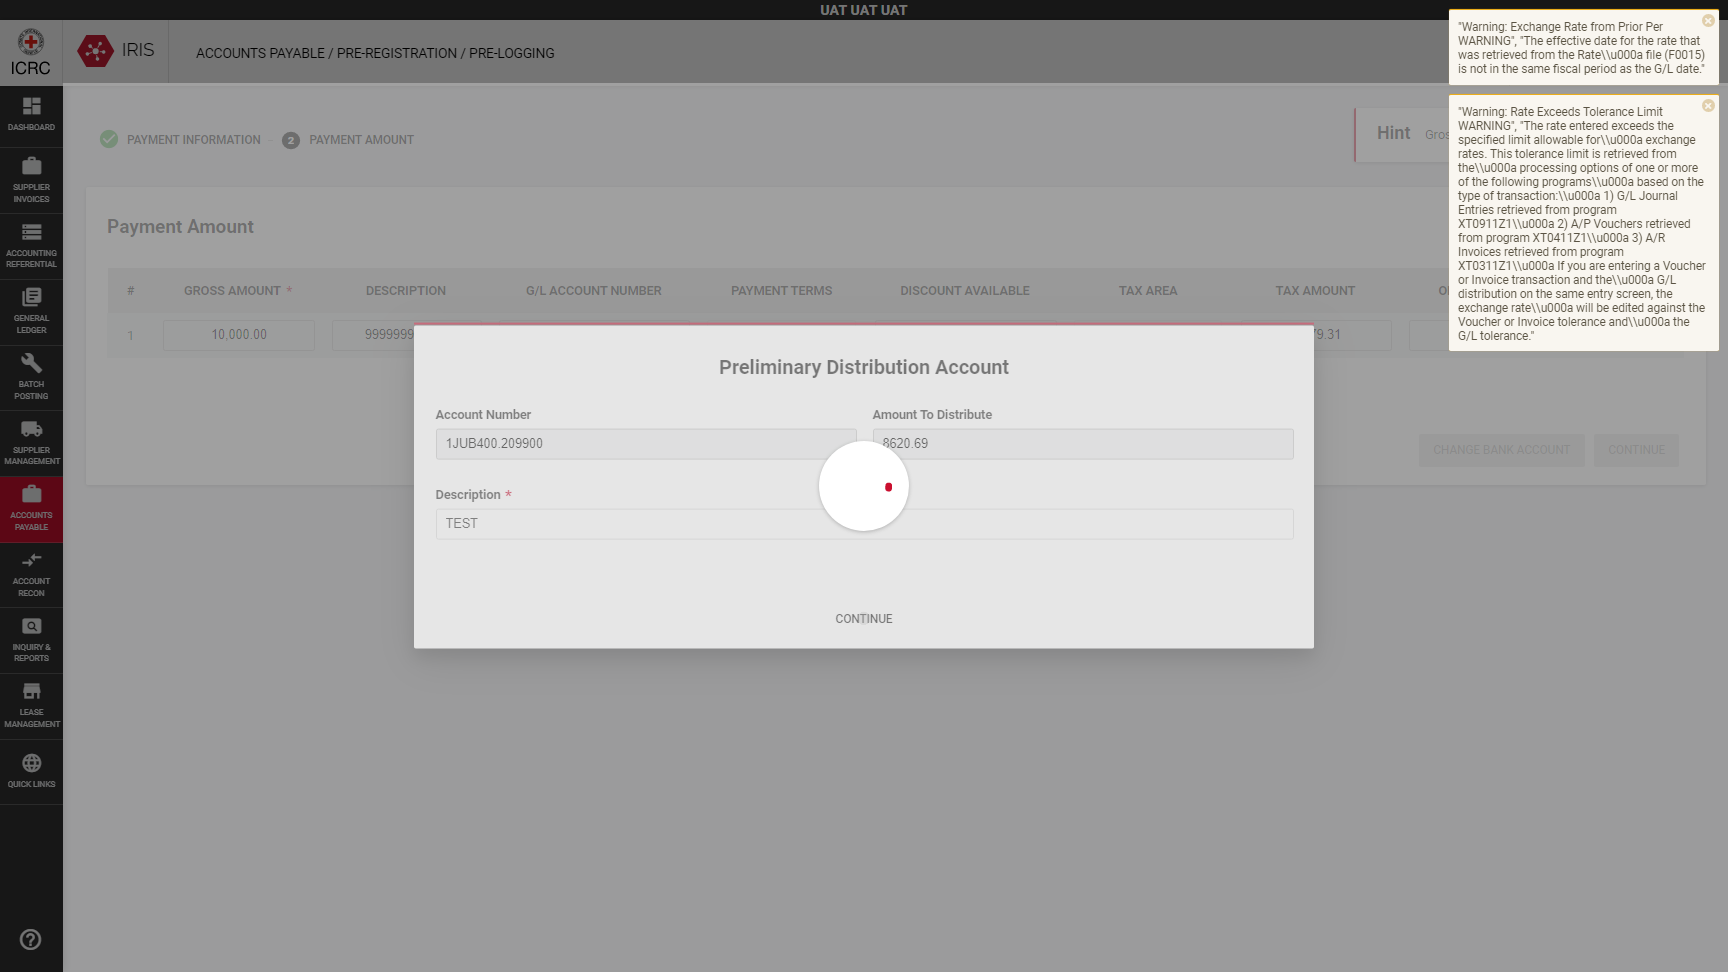 UAT UAT UAT
ICRC
IRIS
ACCOUNTS PAYABLE / PRE-REGISTRATION / PRE-LOGGING
"Warning: Exchange Rate from Prior Per
WARNING", "The effective date for the rate that
was retrieved from the Rate\\u000a file (F0015)
is not in the same fiscal period as the G/L date."
"Warning: Rate Exceeds Tolerance Limit
WARNING", "The rate entered exceeds the
specified limit allowable for\\u000a exchange
rates. This tolerance limit is retrieved from
the\\u000a processing options of one or more
of the following programs\\u000a based on the
type of transaction:\\u000a 1) G/L Journal
Entries retrieved from program
XT0911Z1\\u000a 2) A/P Vouchers retrieved
from program XT0411Z1\\u000a 3) A/R
Invoices retrieved from program
XT0311Z1\\u000a If you are entering a Voucher
or Invoice transaction and the\\u000a G/L
distribution on the same entry screen, the
exchange rate\\u000a will be edited against the
Voucher or Invoice tolerance and\\u000a the
G/L tolerance."
DASHBOARD
SUPPLIER
INVOICES
ACCOUNTING
REFERENTIAL
GENERAL
LEDGER
BATCH
POSTING
SUPPLIER
MANAGEMENT
ACCOUNTS
PAYABLE
ACCOUNT
RECON
INQUIRY &
REPORTS
LEASE
MANAGEMENT
QUICK LINKS
PAYMENT INFORMATION
2 PAYMENT AMOUNT
Hint
Payment Amount
# GROSS AMOUNT * DESCRIPTION G/L ACCOUNT NUMBER PAYMENT TERMS DISCOUNT AVAILABLE TAX AREA TAX AMOUNT
1 10,000.00
Preliminary Distribution Account
Account Number Amount To Distribute
1JUB400.209900 8620.69
Description *
TEST
CONTINUE
CHANGE BANK ACCOUNT CONTINUE